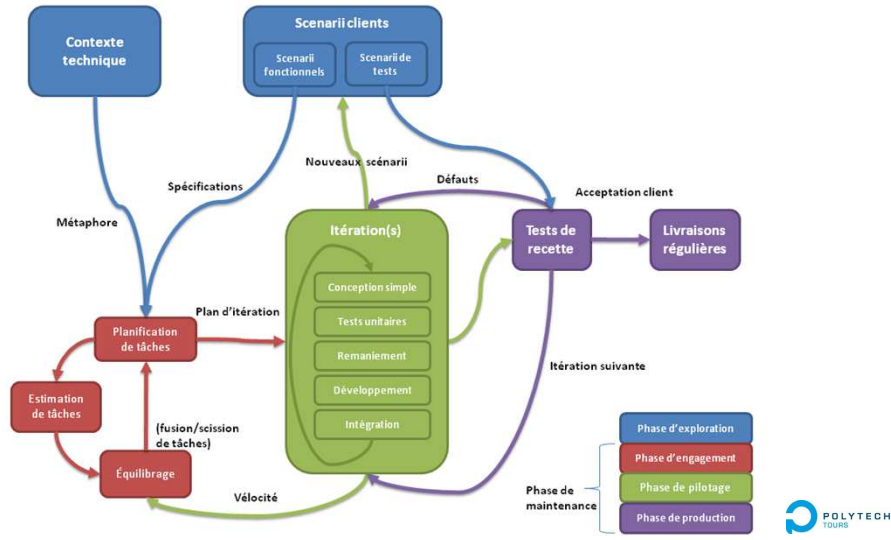 Contexte
technique
Scenarii clients
Scenarii
fonctionnels
Scenarii de
tests
Nouveaux scénarii
Spécifications
Métaphore
Défauts
Acceptation client
Itération(s)
Tests de
recette
Livraisons
régulières
Conception simple
Tests unitaires
Remaniement
Développement
Intégration
Plan d'itération
Planification
de tâches
Estimation
de tâches
(fusion/scission
de tâches)
Équilibrage
Vélocité
Itération suivante
Phase d'exploration
Phase d'engagement
Phase de pilotage
Phase de production
Phase de
maintenance
POLYTECH
TOURS